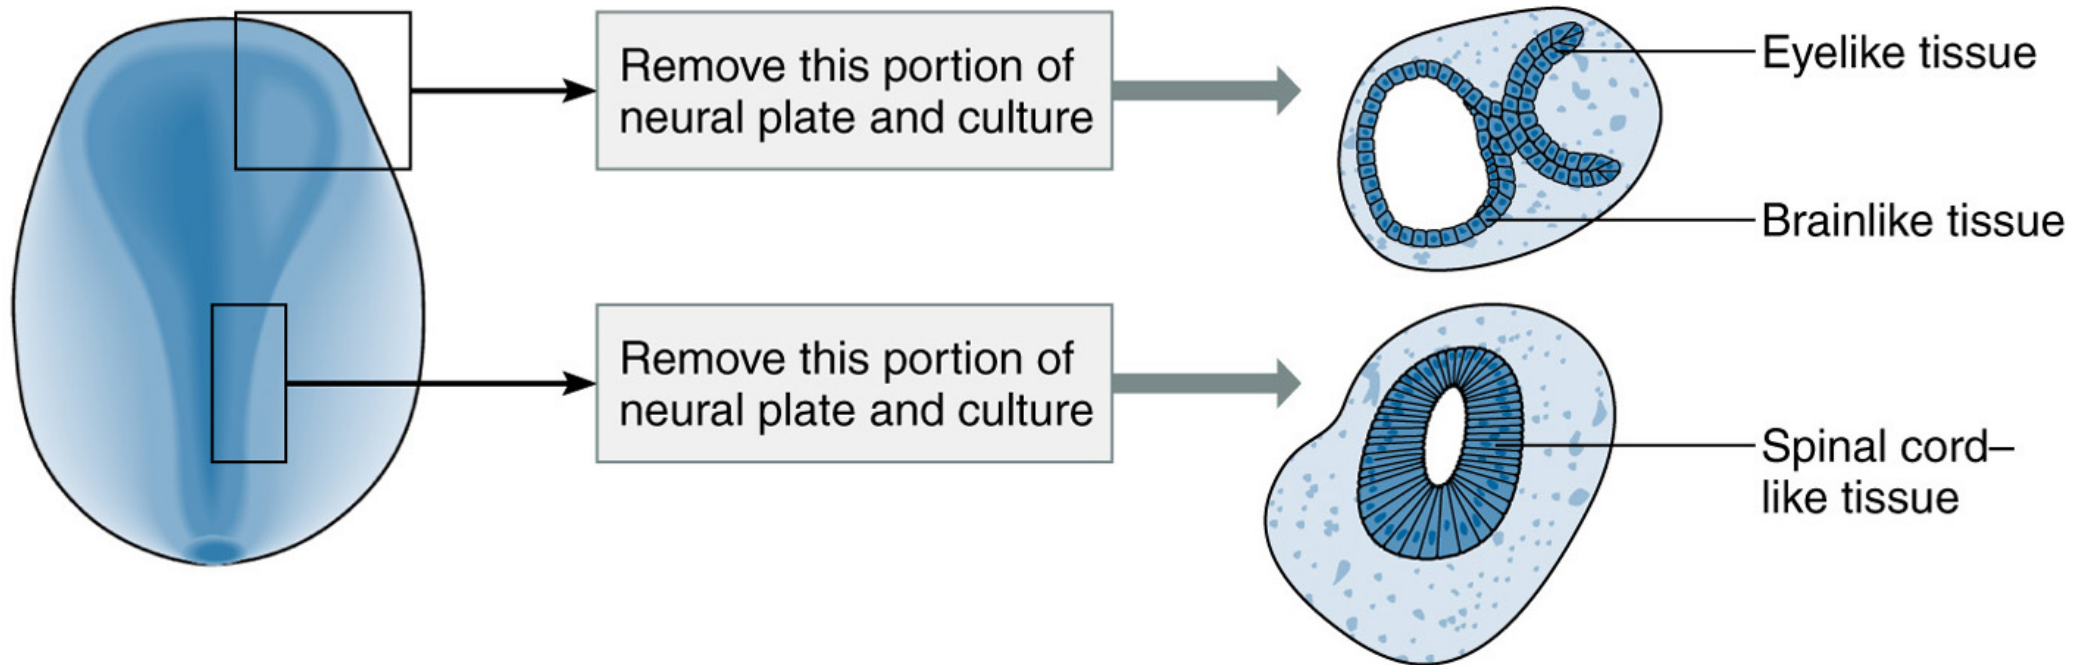 Remove this portion of
neural plate and culture
Eyelike tissue
Brainlike tissue
Remove this portion of
neural plate and culture
Spinal cord–
like tissue